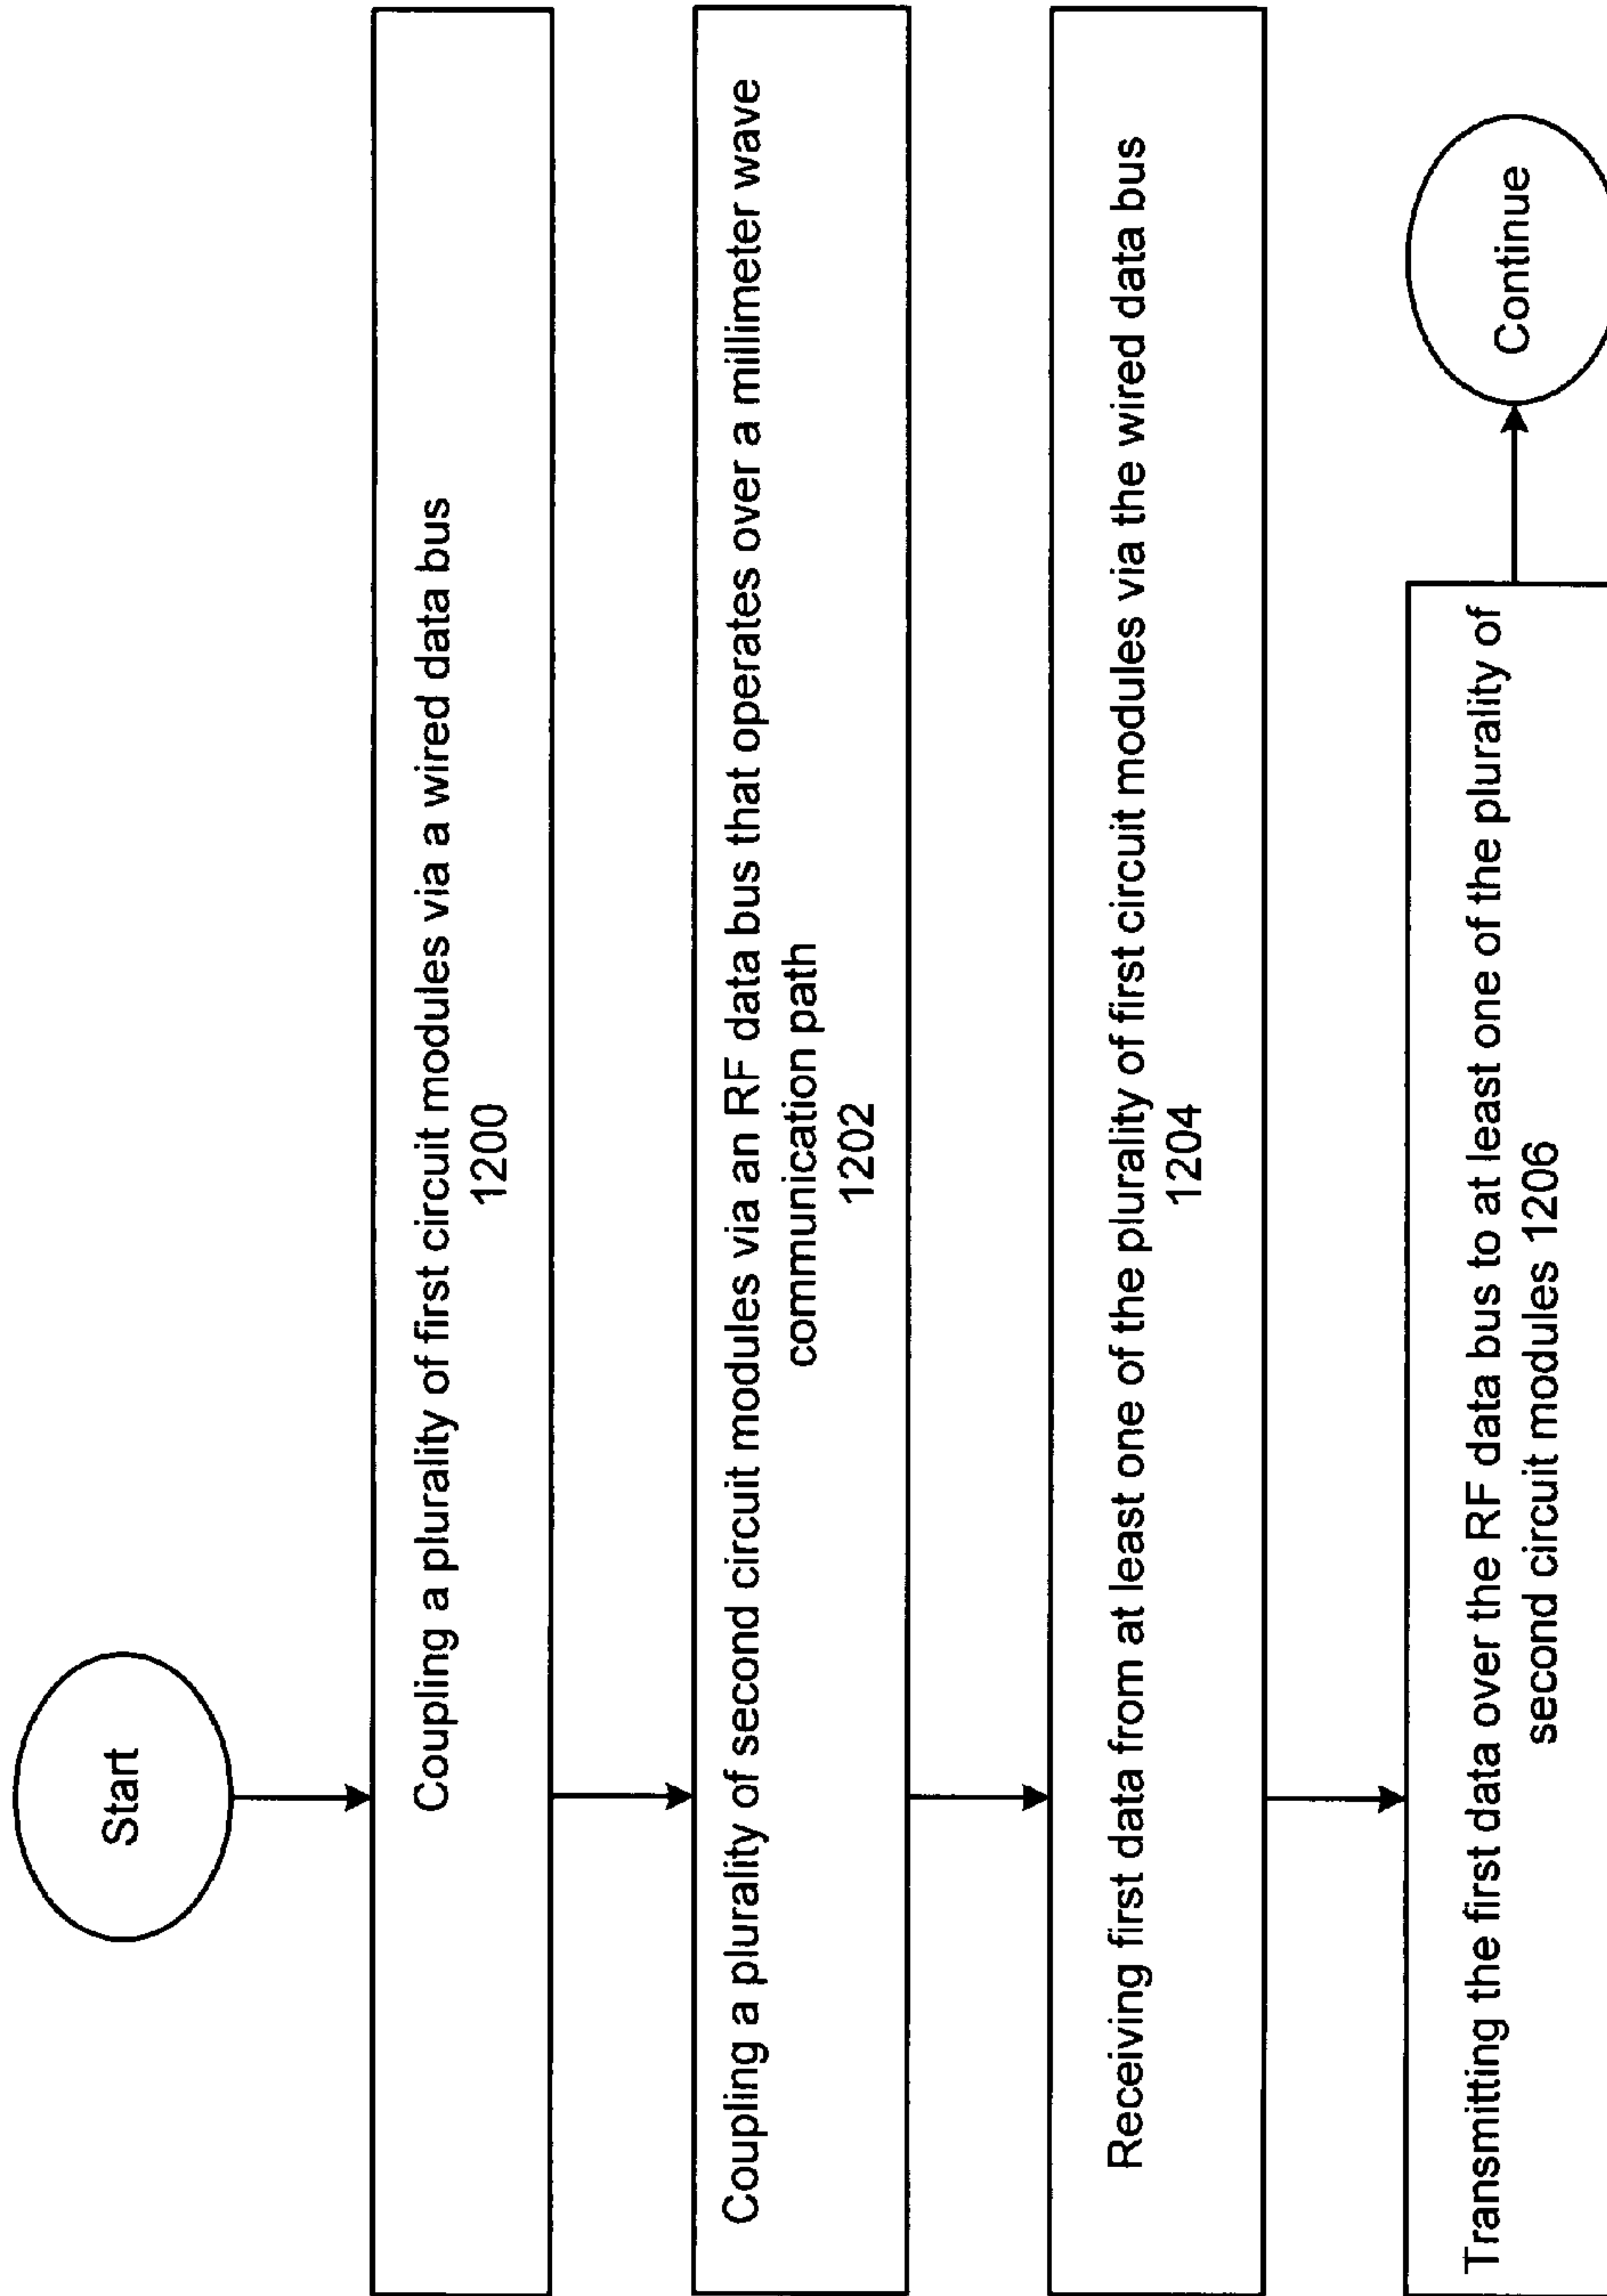 Start
Coupling a plurality of first circuit modules via a wired data bus
1200
Coupling a plurality of second circuit modules via an RF data bus that operates over a millimeter wave
communication path
1202
Receiving first data from at least one of the plurality of first circuit modules via the wired data bus
1204
Transmitting the first data over the RF data bus to at least one of the plurality of
second circuit modules 1206
Continue